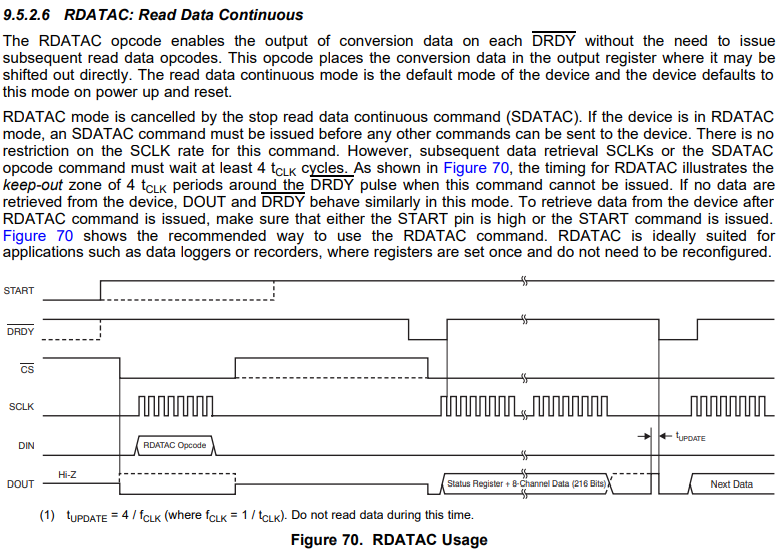 9.5.2.6 RDATAC: Read Data Continuous
The RDATAC opcode enables the output of conversion data on each DRDY without the need to issue
subsequent read data opcodes. This opcode places the conversion data in the output register where it may be
shifted out directly. The read data continuous mode is the default mode of the device and the device defaults to
this mode on power up and reset.
RDATAC mode is cancelled by the stop read data continuous command (SDATAC). If the device is in RDATAC
mode, an SDATAC command must be issued before any other commands can be sent to the device. There is no
restriction on the SCLK rate for this command. However, subsequent data retrieval SCLKs or the SDATAC
opcode command must wait at least 4 tCLK cycles. As shown in Figure 70, the timing for RDATAC illustrates the
keep-out zone of 4 tCLK periods around the DRDY pulse when this command cannot be issued. If no data are
retrieved from the device, DOUT and DRDY behave similarly in this mode. To retrieve data from the device after
RDATAC command is issued, make sure that either the START pin is high or the START command is issued.
Figure 70 shows the recommended way to use the RDATAC command. RDATAC is ideally suited for
applications such as data loggers or recorders, where registers are set once and do not need to be reconfigured.
START
DRDY
CS
SCLK
DIN
RDATAC Opcode
tUPDATE
DOUT
Hi-Z
Status Register + 8-Channel Data (216 Bits)
Next Data
(1) tUPDATE = 4 / fCLK (where fCLK = 1 / tCLK). Do not read data during this time.
Figure 70. RDATAC Usage